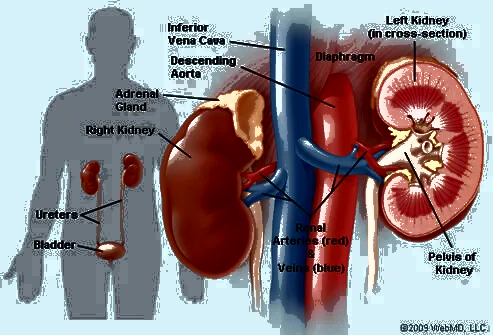 Inferior
Vena Cava
Descending
Aorta
Diaphragm
Left Kidney
(in cross-section)
Adrenal
Gland
Right Kidney
Ureters
Bladder
Renal
Arteries (red)
&
Veins (blue)
Pelvis of
Kidney
©2009 WebMD, LLC.